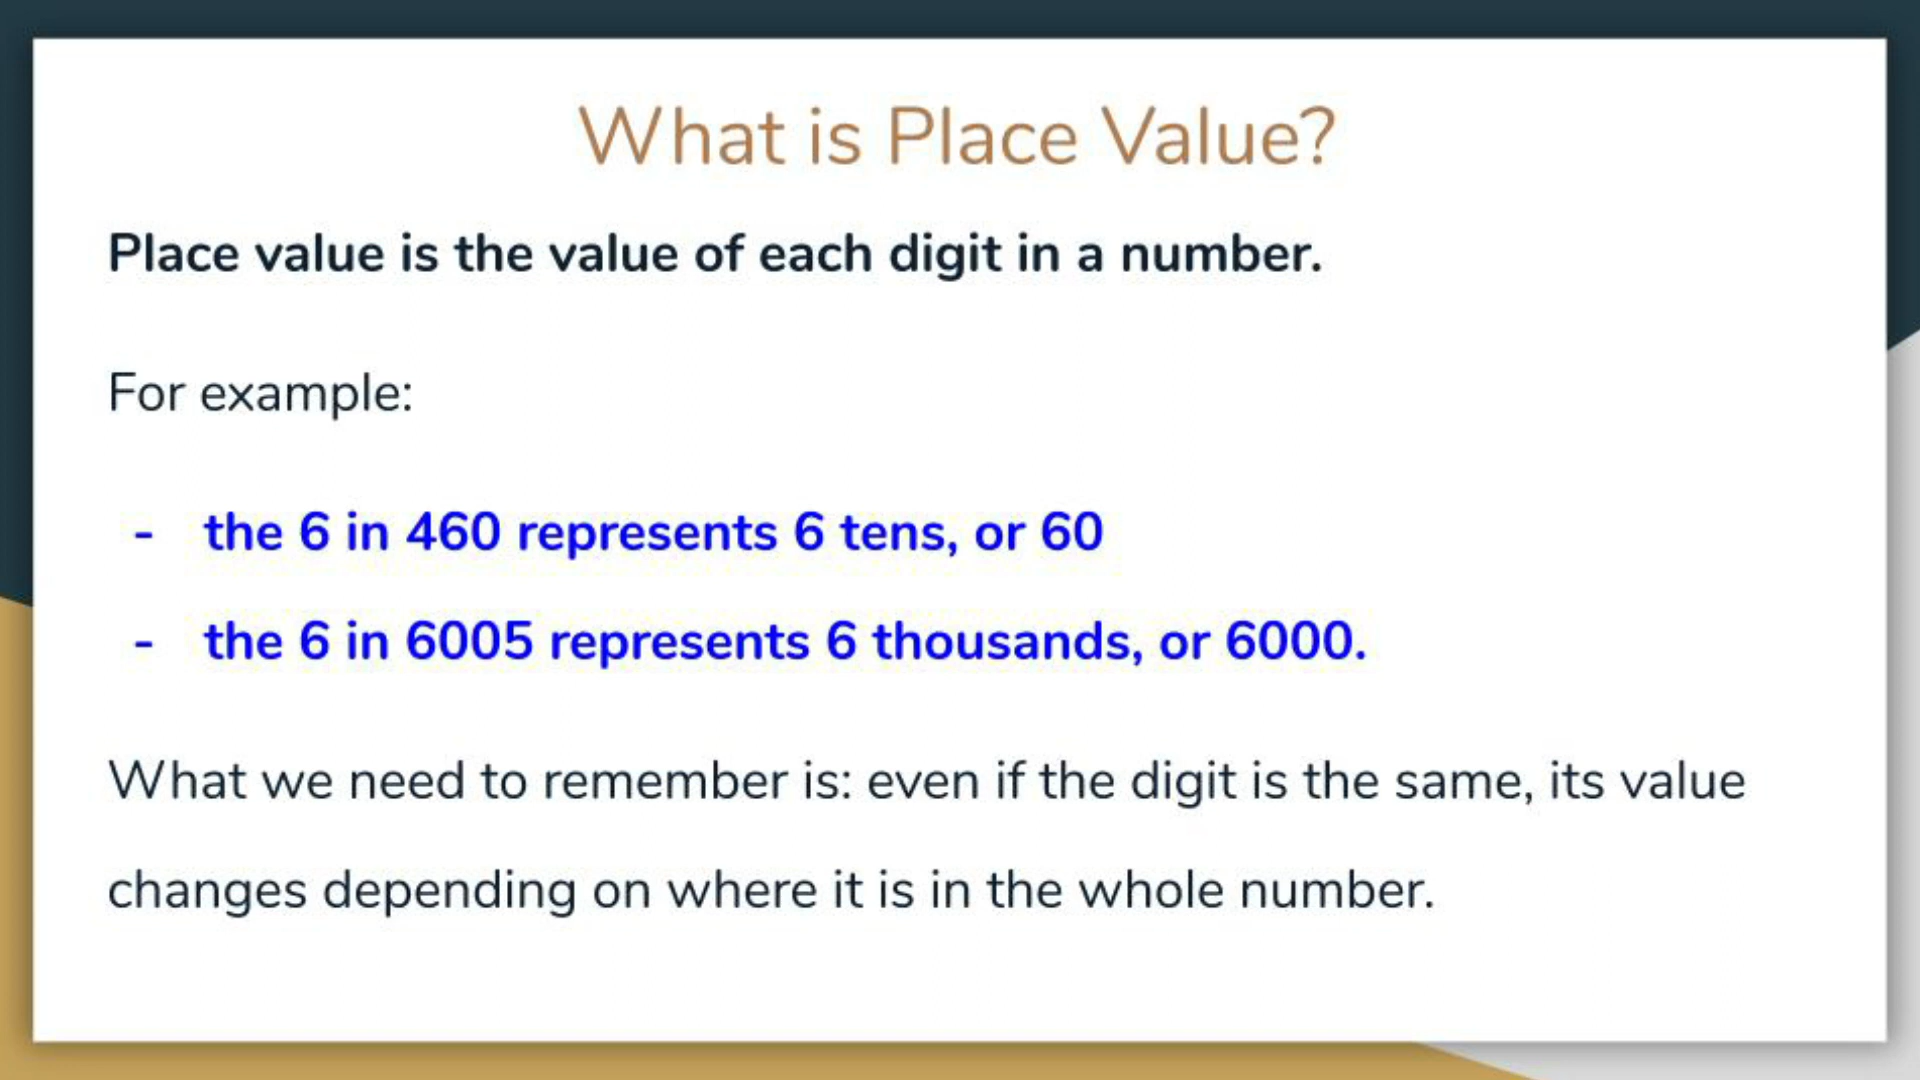 What is Place Value?
Place value is the value of each digit in a number.
For example:
- the 6 in 460 represents 6 tens, or 60
- the 6 in 6005 represents 6 thousands, or 6000.
What we need to remember is: even if the digit is the same, its value
changes depending on where it is in the whole number.